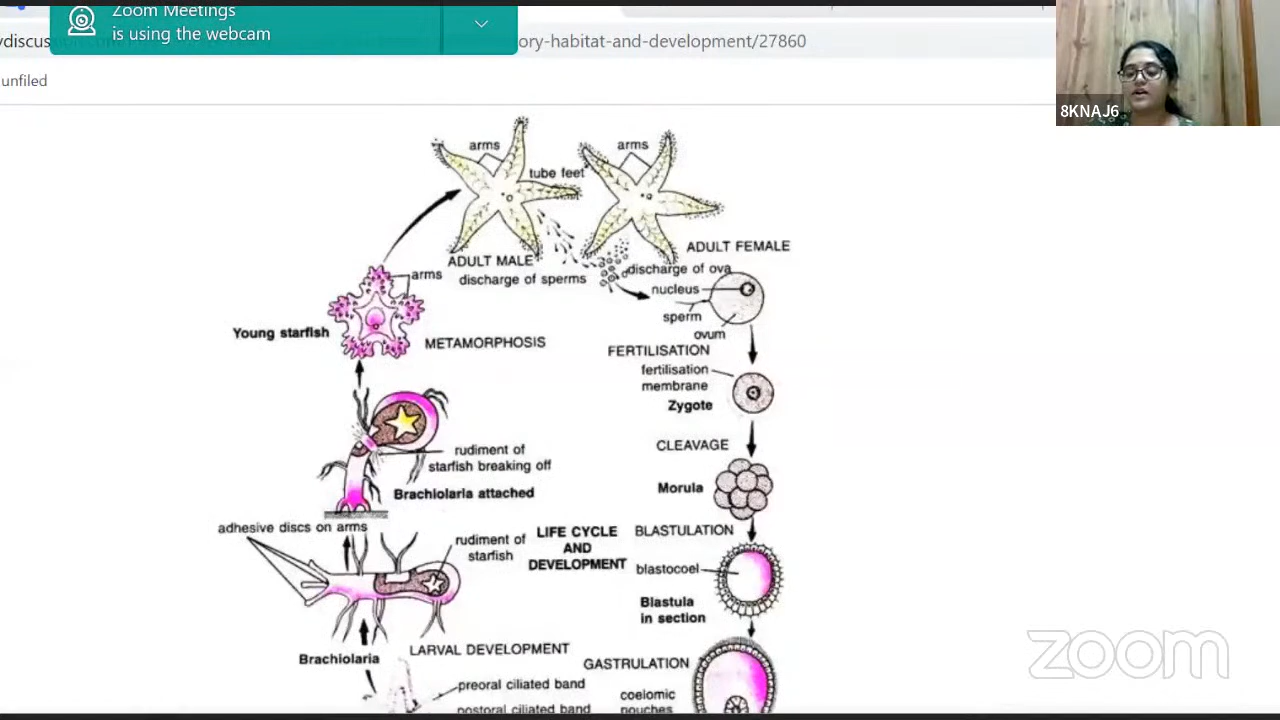 Zoom Meetings
is using the webcam
ory-habitat-and-development/27860
unfiled
8KNAJ6
arms
arms
tube feet
ADULT MALE
ADULT FEMALE
discharge of sperms
discharge of ova
arms
nucleus
sperm
ovum
Young starfish
METAMORPHOSIS
FERTILISATION
fertilisation
membrane
Zygote
CLEAVAGE
rudiment of
starfish breaking off
Brachiolaria attached
Morula
adhesive discs on arms
rudiment of
starfish
LIFE CYCLE
AND
DEVELOPMENT
BLASTULATION
blastocoel
Blastula
in section
Brachiolaria
LARVAL DEVELOPMENT
GASTRULATION
preoral ciliated band
postoral ciliated band
coelomic
pouches
zoom